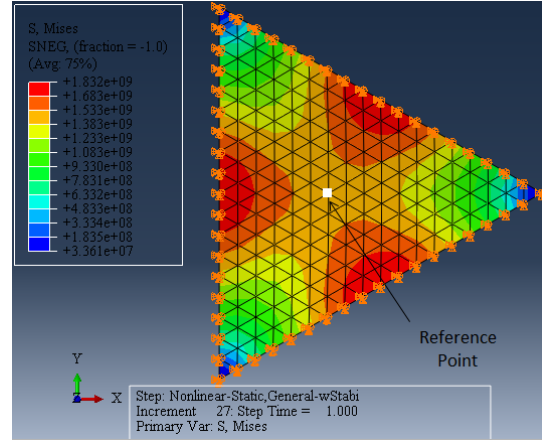 S, Mises
SNEG, (fraction = -1.0)
(Avg: 75%)
+1.832e+09
+1.683e+09
+1.533e+09
+1.383e+09
+1.233e+09
+1.083e+09
+9.330e+08
+7.831e+08
+6.332e+08
+4.833e+08
+3.334e+08
+1.835e+08
+3.361e+07
Reference
Point
Y
Z
X
Step: Nonlinear-Static,General-wStabi
Increment 27: Step Time = 1.000
Primary Var: S, Mises